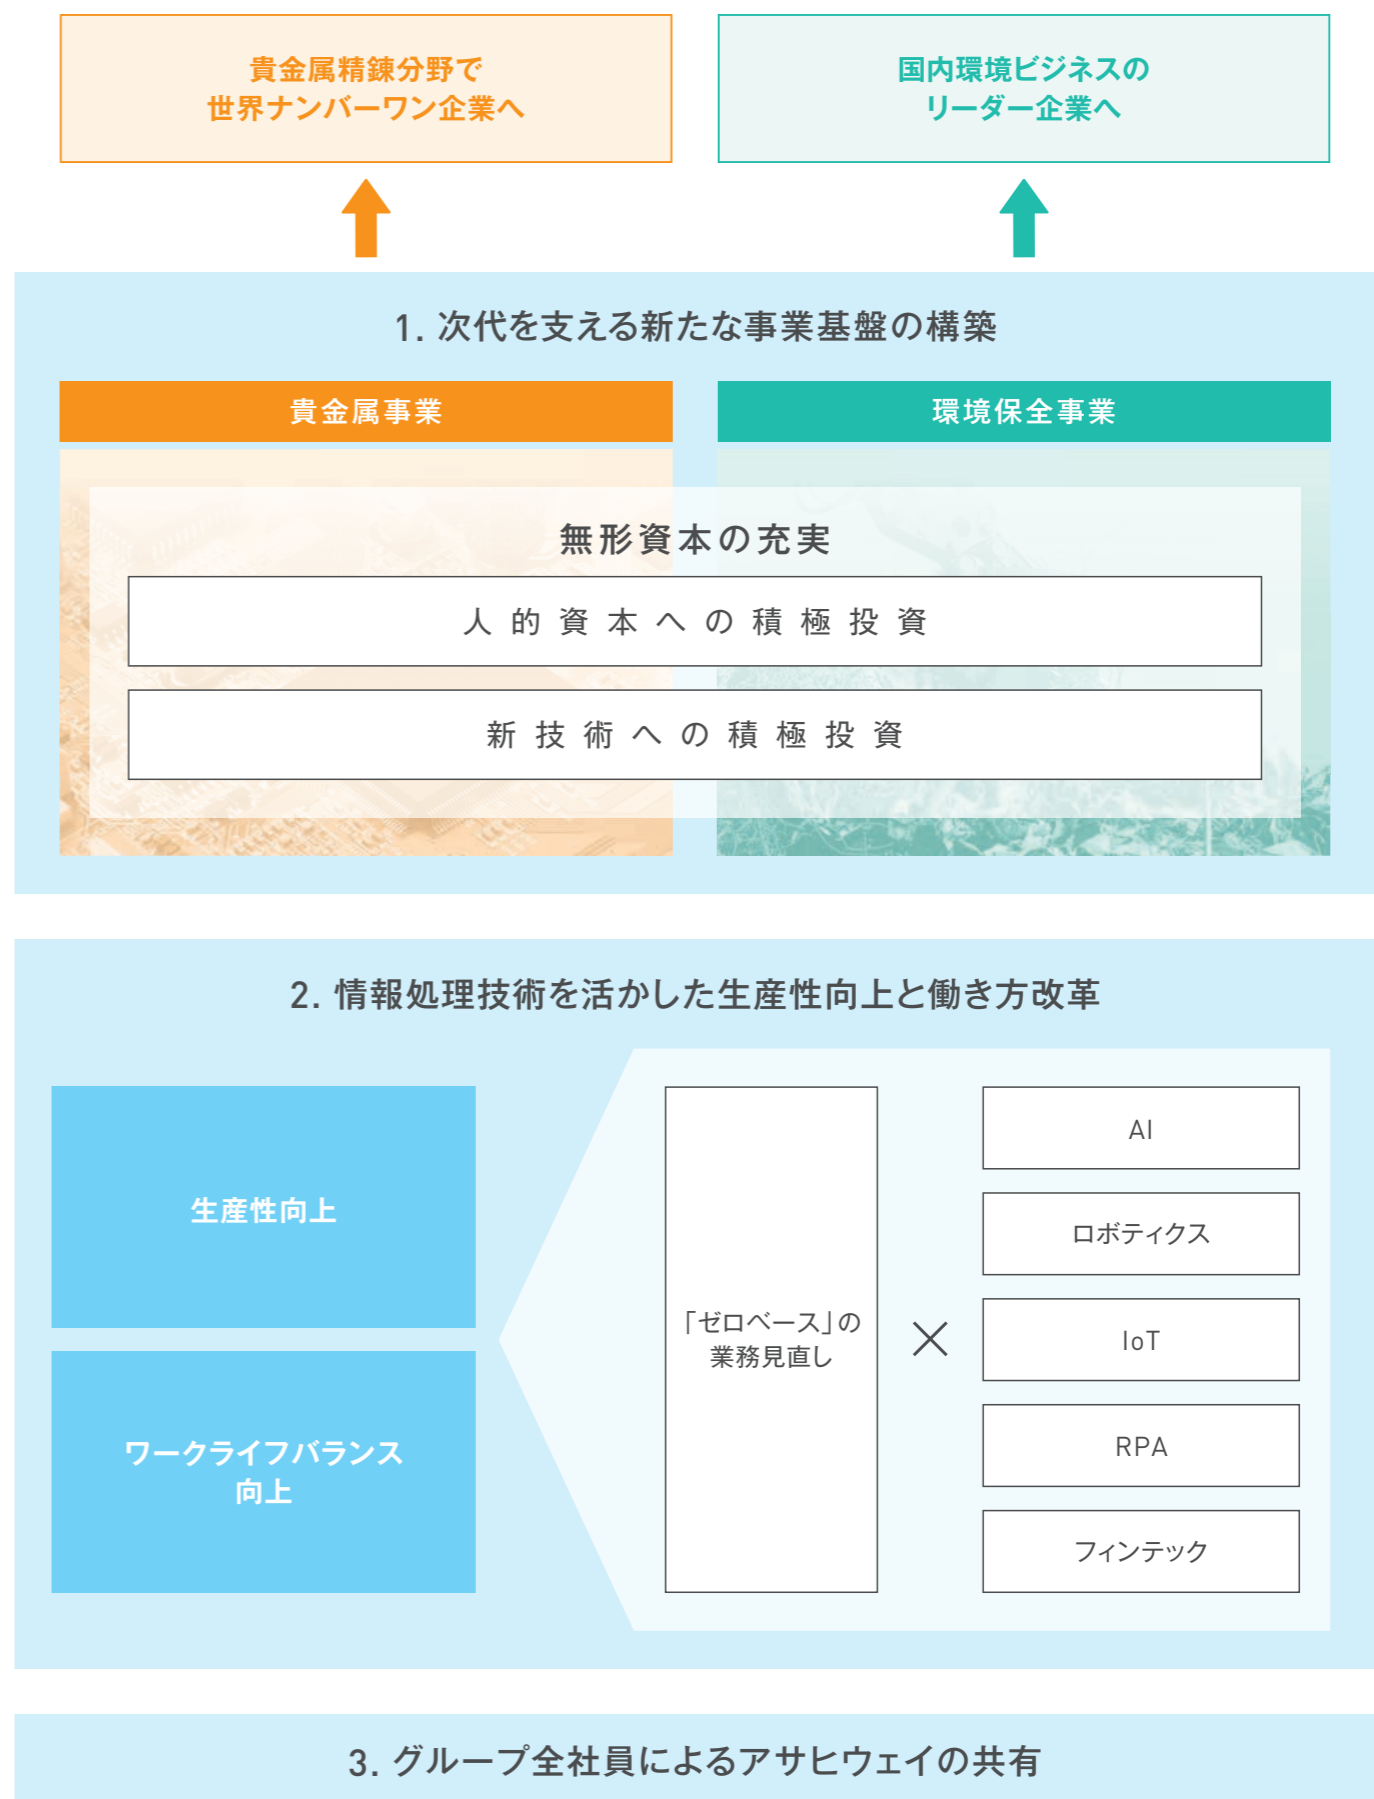 貴金属精錬分野で
世界ナンバーワン企業へ
国内環境ビジネスの
リーダー企業へ
1. 次代を支える新たな事業基盤の構築
貴金属事業
環境保全事業
無形資本の充実
人的資本への積極投資
新技術への積極投資
2. 情報処理技術を活かした生産性向上と働き方改革
生産性向上
ワークライフバランス
向上
「ゼロベース」の
業務見直し
×
AI
ロボティクス
IoT
RPA
フィンテック
3. グループ全社員によるアサヒウェイの共有